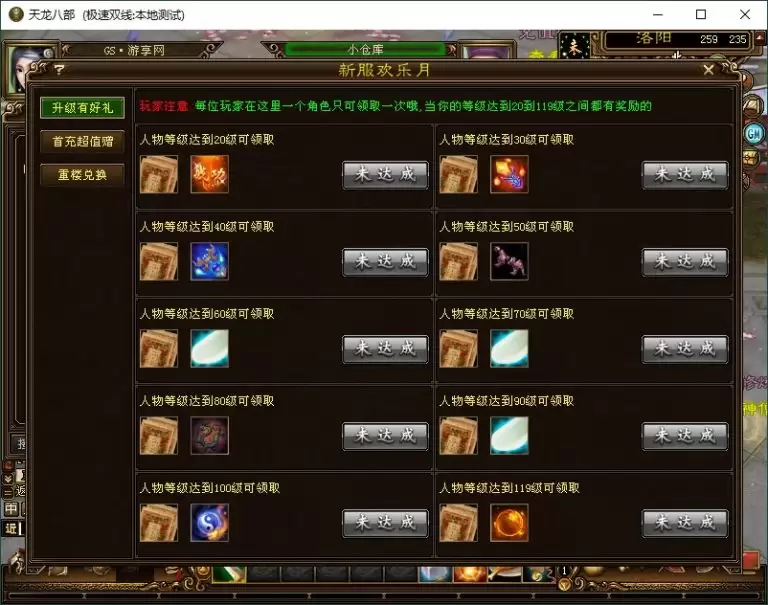 天龙八部 (极速双线:本地测试)
GS·游享网
小仓库
洛阳
259 235
未
?
新服欢乐月
升级有好礼
首充超值赠
重楼兑换
玩家注意 每位玩家在这里一个角色只可领取一次哦,当你的等级达到20到119级之间都有奖励的
人物等级达到20级可领取
未达成
人物等级达到30级可领取
未达成
人物等级达到40级可领取
未达成
人物等级达到50级可领取
未达成
人物等级达到60级可领取
未达成
人物等级达到70级可领取
未达成
人物等级达到80级可领取
未达成
人物等级达到90级可领取
未达成
人物等级达到100级可领取
未达成
人物等级达到119级可领取
未达成
成功
GM
近
1